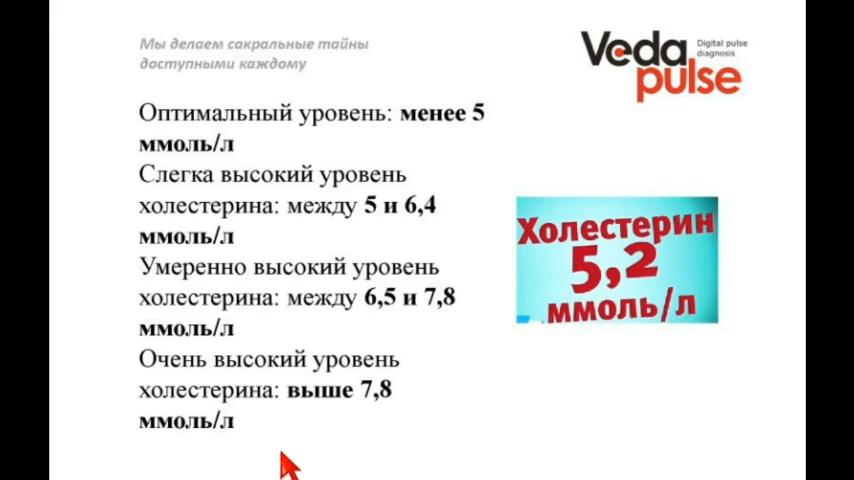 Мы делаем сакральные тайны
доступными каждому
Veda
pulse
Digital pulse
diagnosis
Оптимальный уровень: менее 5
ммоль/л
Слегка высокий уровень
холестерина: между 5 и 6,4
ммоль/л
Умеренно высокий уровень
холестерина: между 6,5 и 7,8
ммоль/л
Очень высокий уровень
холестерина: выше 7,8
ммоль/л
Холестерин
5,2
ммоль/л